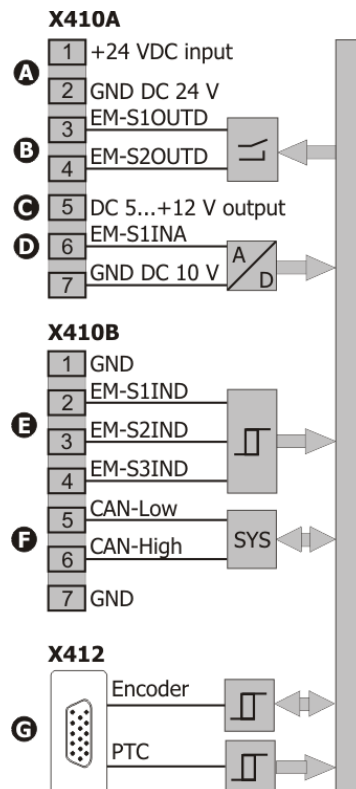 X410A
A
1 +24 VDC input
2 GND DC 24 V
B
3 EM-S1OUTD
4 EM-S2OUTD
C 5 DC 5...+12 V output
D 6 EM-S1INA
7 GND DC 10 V
A
D
X410B
1 GND
E
2 EM-S1IND
3 EM-S2IND
4 EM-S3IND
F
5 CAN-Low
6 CAN-High
SYS
7 GND
X412
G
Encoder
PTC